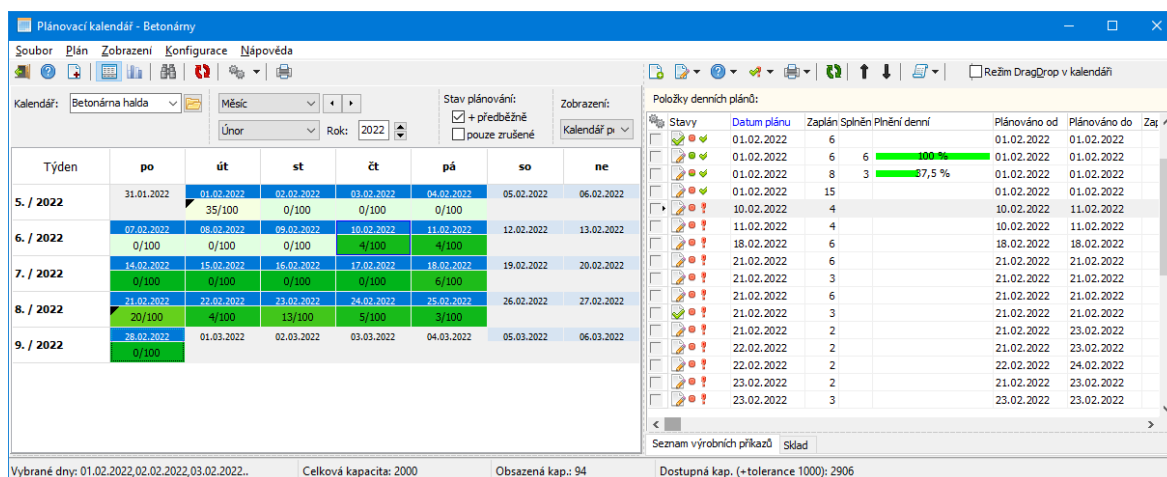 Plánovací kalendář - Betonárny
Soubor Plán Zobrazení Konfigurace Nápověda
Režim DragDrop v kalendáři
Kalendář: Betonárna halda Měsíc Stav plánování: Zobrazení:
+ předběžně
Únor Rok: 2022 pouze zrušené Kalendář
Týden po út st čt pá so ne
31.01.2022 01.02.2022 02.02.2022 03.02.2022 04.02.2022 05.02.2022 06.02.2022
5. / 2022 35/100 0/100 0/100 0/100
07.02.2022 08.02.2022 09.02.2022 10.02.2022 11.02.2022 12.02.2022 13.02.2022
6. / 2022 0/100 0/100 0/100 4/100 4/100
14.02.2022 15.02.2022 16.02.2022 17.02.2022 18.02.2022 19.02.2022 20.02.2022
7. / 2022 0/100 0/100 0/100 0/100 6/100
21.02.2022 22.02.2022 23.02.2022 24.02.2022 25.02.2022 26.02.2022 27.02.2022
8. / 2022 20/100 4/100 13/100 5/100 3/100
28.02.2022 01.03.2022 02.03.2022 03.03.2022 04.03.2022 05.03.2022 06.03.2022
9. / 2022 0/100
Položky denních plánů:
Stavy Datum plánu Zaplán Splněn Plnění denní Plánováno od Plánováno do Zap
01.02.2022 6 01.02.2022 01.02.2022
01.02.2022 6 6 100 % 01.02.2022 01.02.2022
01.02.2022 8 3 37,5 % 01.02.2022 01.02.2022
01.02.2022 15 01.02.2022 01.02.2022
10.02.2022 4 10.02.2022 11.02.2022
11.02.2022 4 10.02.2022 11.02.2022
18.02.2022 6 18.02.2022 18.02.2022
21.02.2022 6 21.02.2022 21.02.2022
21.02.2022 3 21.02.2022 21.02.2022
21.02.2022 6 21.02.2022 21.02.2022
21.02.2022 3 21.02.2022 21.02.2022
21.02.2022 2 21.02.2022 23.02.2022
22.02.2022 2 21.02.2022 23.02.2022
22.02.2022 2 22.02.2022 24.02.2022
23.02.2022 2 21.02.2022 23.02.2022
23.02.2022 3 23.02.2022 23.02.2022
Seznam výrobních příkazů Sklad
Vybrané dny: 01.02.2022,02.02.2022,03.02.2022.. Celková kapacita: 2000 Obsazená kap.: 94 Dostupná kap. (+tolerance 1000): 2906